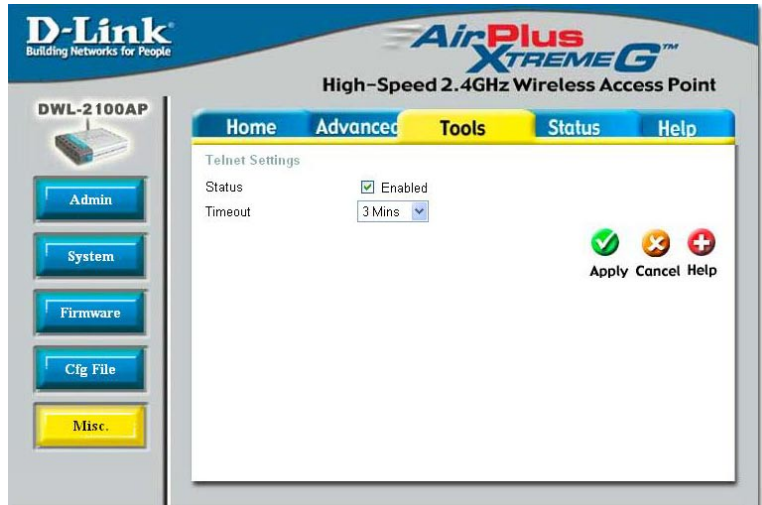 D-Link
Building Networks for People
AirPlus
XTREME G™
High-Speed 2.4GHz Wireless Access Point
DWL-2100AP
Home Advanced Tools Status Help
Admin
System
Firmware
Cfg File
Misc.
Telnet Settings
Status Enabled
Timeout 3 Mins
Apply Cancel Help